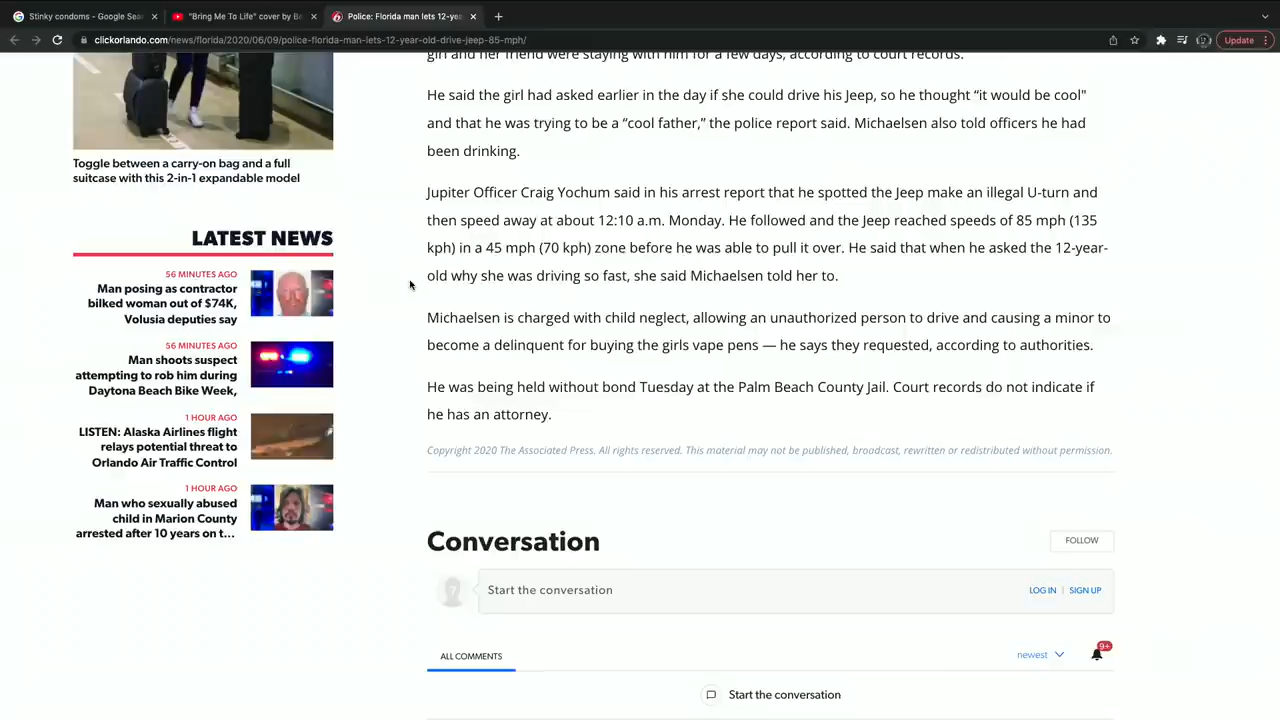 Stinky condoms - Google Sea
"Bring Me To Life" cover by Be
Police: Florida man lets 12-yea
clickorlando.com/news/florida/2020/06/09/police-florida-man-lets-12-year-old-drive-jeep-85-mph/
Update
girl and her friend were staying with him for a few days, according to court records.
He said the girl had asked earlier in the day if she could drive his Jeep, so he thought “it would be cool"
and that he was trying to be a “cool father,” the police report said. Michaelsen also told officers he had
been drinking.
Jupiter Officer Craig Yochum said in his arrest report that he spotted the Jeep make an illegal U-turn and
then speed away at about 12:10 a.m. Monday. He followed and the Jeep reached speeds of 85 mph (135
kph) in a 45 mph (70 kph) zone before he was able to pull it over. He said that when he asked the 12-year-
old why she was driving so fast, she said Michaelsen told her to.
Michaelsen is charged with child neglect, allowing an unauthorized person to drive and causing a minor to
become a delinquent for buying the girls vape pens — he says they requested, according to authorities.
He was being held without bond Tuesday at the Palm Beach County Jail. Court records do not indicate if
he has an attorney.
Copyright 2020 The Associated Press. All rights reserved. This material may not be published, broadcast, rewritten or redistributed without permission.
Toggle between a carry-on bag and a full
suitcase with this 2-in-1 expandable model
LATEST NEWS
56 MINUTES AGO
Man posing as contractor
bilked woman out of $74K,
Volusia deputies say
56 MINUTES AGO
Man shoots suspect
attempting to rob him during
Daytona Beach Bike Week,
1 HOUR AGO
LISTEN: Alaska Airlines flight
relays potential threat to
Orlando Air Traffic Control
1 HOUR AGO
Man who sexually abused
child in Marion County
arrested after 10 years on t...
Conversation
FOLLOW
Start the conversation
LOG IN | SIGN UP
ALL COMMENTS
newest
9+
Start the conversation